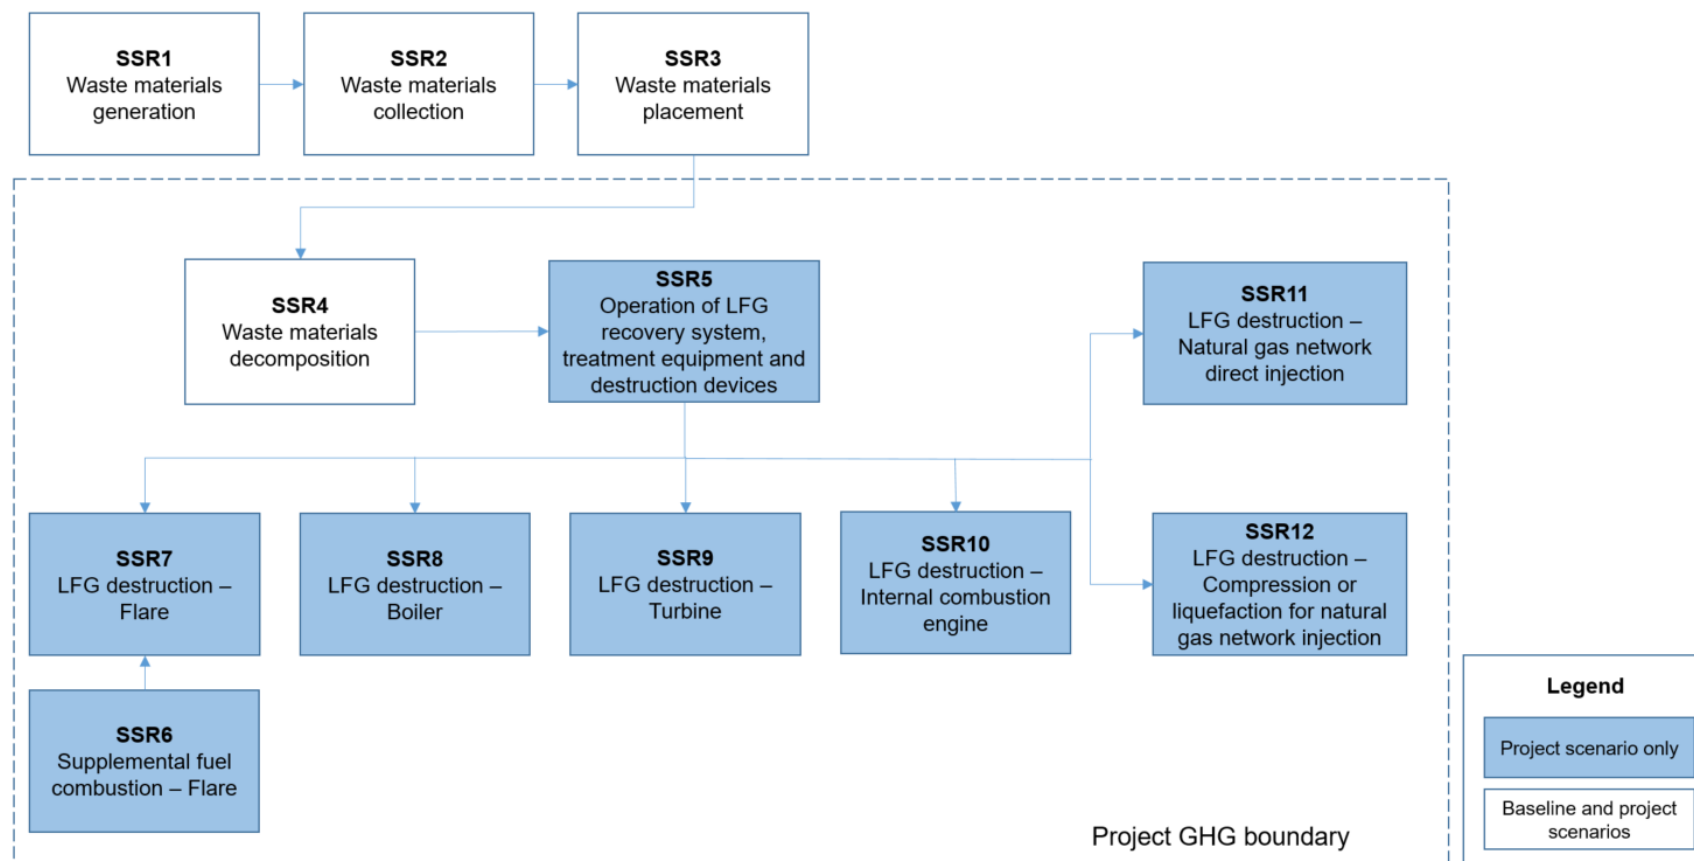 SSR1
Waste materials
generation
SSR2
Waste materials
collection
SSR3
Waste materials
placement
SSR4
Waste materials
decomposition
SSR5
Operation of LFG
recovery system,
treatment equipment and
destruction devices
SSR11
LFG destruction –
Natural gas network
direct injection
SSR7
LFG destruction –
Flare
SSR8
LFG destruction –
Boiler
SSR9
LFG destruction –
Turbine
SSR10
LFG destruction –
Internal combustion
engine
SSR12
LFG destruction –
Compression or
liquefaction for natural
gas network injection
SSR6
Supplemental fuel
combustion – Flare
Project GHG boundary
Legend
Project scenario only
Baseline and project
scenarios